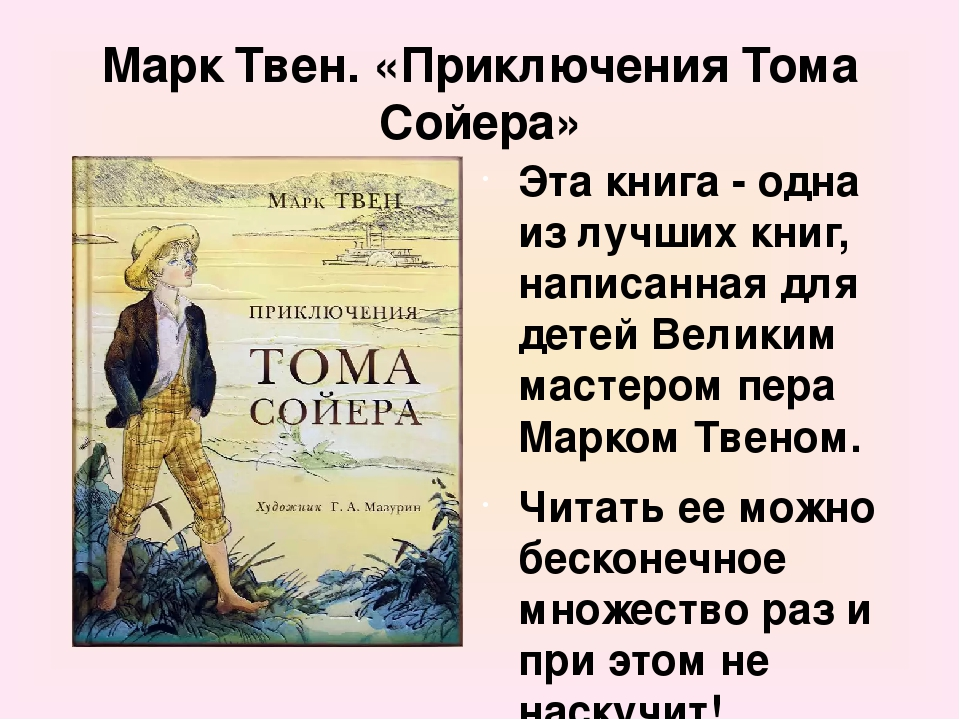 Марк Твен. «Приключения Тома
Сойера»
МАРК ТВЕН
ПРИКЛЮЧЕНИЯ
ТОМА
СОЙЕРА
Художник Г. А. Мазурин
Эта книга - одна
из лучших книг,
написанная для
детей Великим
мастером пера
Марком Твеном.
Читать ее можно
бесконечное
множество раз и
при этом не
наскучит!